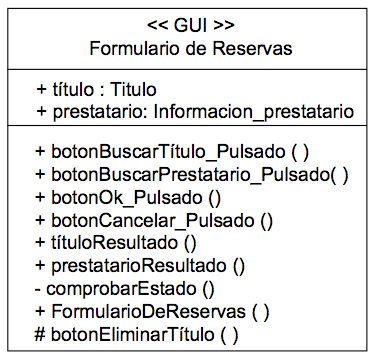 << GUI >>
Formulario de Reservas
+ título : Titulo
+ prestatario: Informacion_prestatario
+ botonBuscarTítulo_Pulsado ( )
+ botonBuscarPrestatario_Pulsado( )
+ botonOk_Pulsado ()
+ botonCancelar_Pulsado ()
+ títuloResultado ()
+ prestatarioResultado ()
- comprobarEstado ()
+ FormularioDeReservas ( )
# botonEliminarTítulo ( )